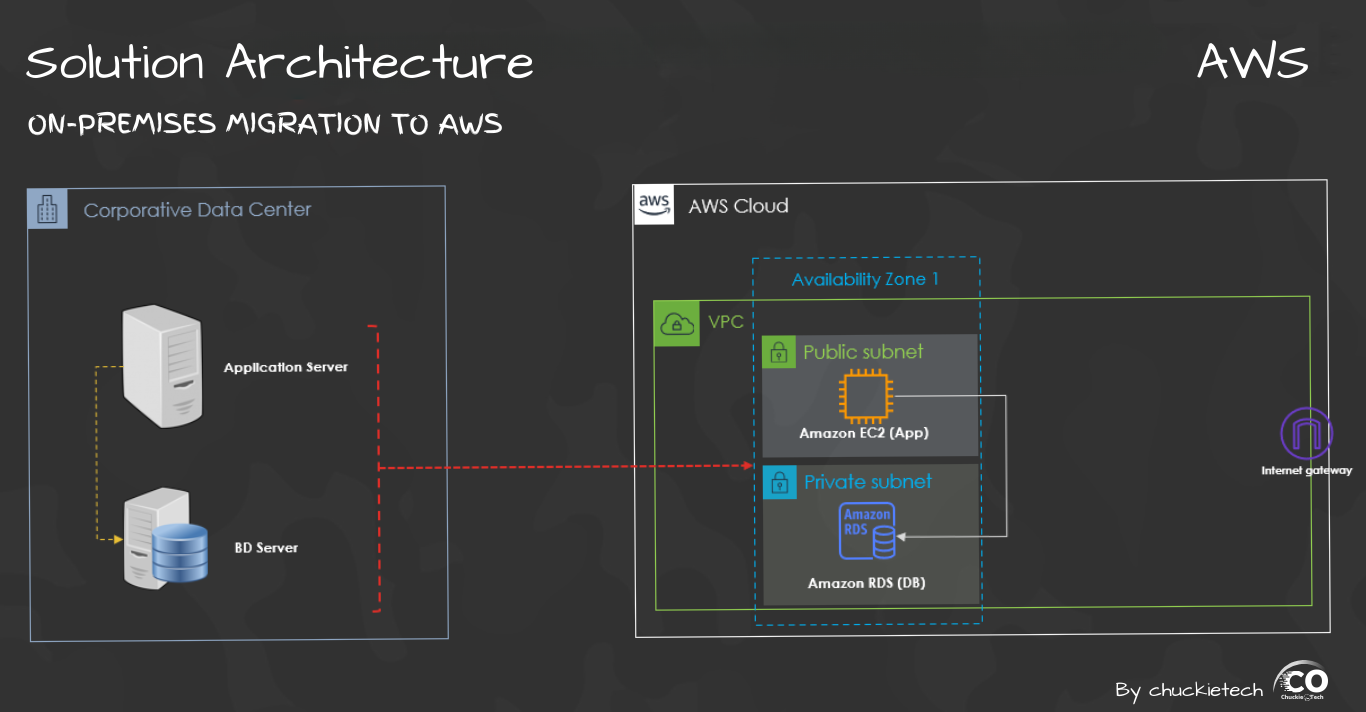 Solution Architecture
AWS
ON-PREMISES MIGRATION TO AWS
Corporative Data Center
aws
AWS Cloud
Availability Zone 1
VPC
Public subnet
Application Server
Amazon EC2 (App)
Internet gateway
Private subnet
Amazon
RDS
BD Server
Amazon RDS (DB)
By chuckietech
CO
Chuckie Tech